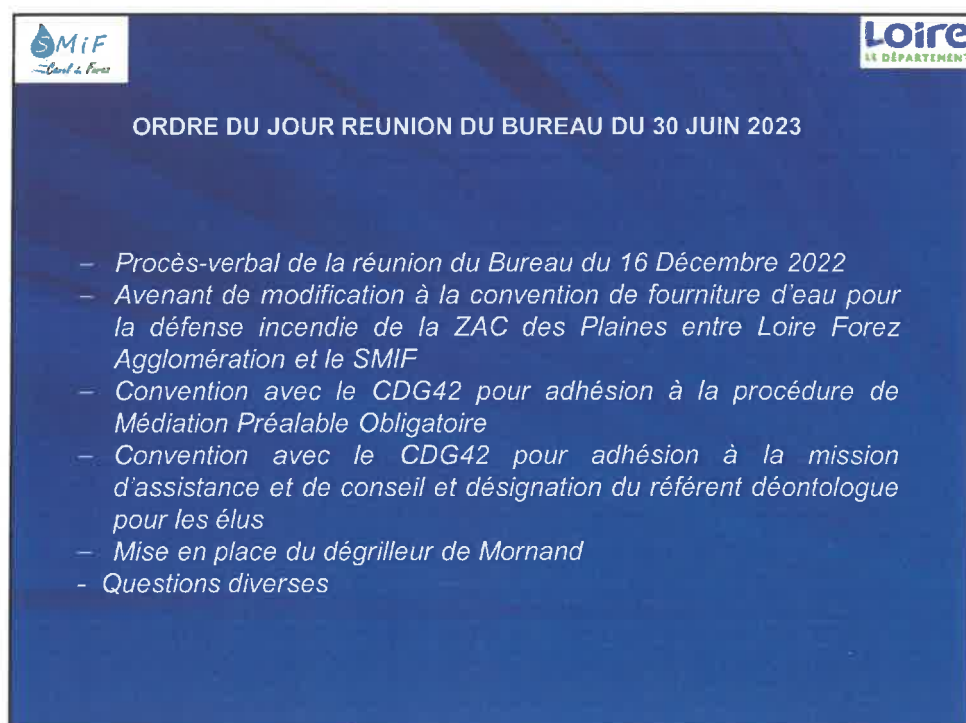 SMiF
Canal du Forez
LOire
LE DÉPARTEMENT
ORDRE DU JOUR REUNION DU BUREAU DU 30 JUIN 2023
– Procès-verbal de la réunion du Bureau du 16 Décembre 2022
– Avenant de modification à la convention de fourniture d'eau pour
la défense incendie de la ZAC des Plaines entre Loire Forez
Agglomération et le SMIF
– Convention avec le CDG42 pour adhésion à la procédure de
Médiation Préalable Obligatoire
– Convention avec le CDG42 pour adhésion à la mission
d'assistance et de conseil et désignation du référent déontologue
pour les élus
– Mise en place du dégrilleur de Mornand
- Questions diverses